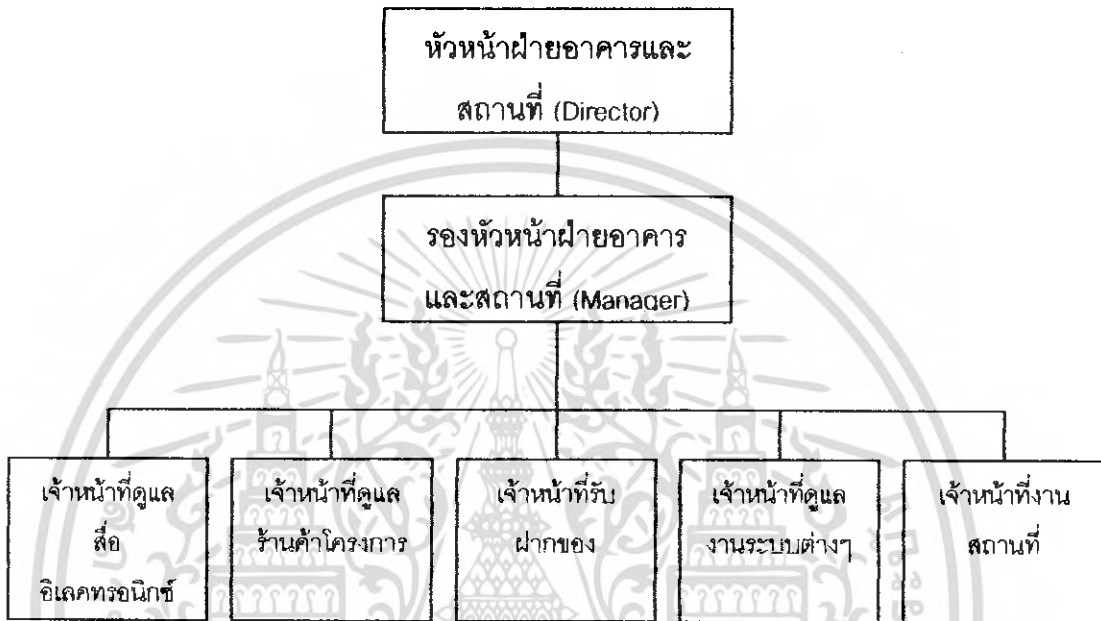 หัวหน้าฝ่ายอาคารและ
สถานที่ (Director)
รองหัวหน้าฝ่ายอาคาร
และสถานที่ (Manager)
เจ้าหน้าที่ดูแล
สื่อ
อิเลคทรอนิกซ์
เจ้าหน้าที่ดูแล
ร้านค้าโครงการ
เจ้าหน้าที่รับ
ฝากของ
เจ้าหน้าที่ดูแล
งานระบบต่างๆ
เจ้าหน้าที่งาน
สถานที่